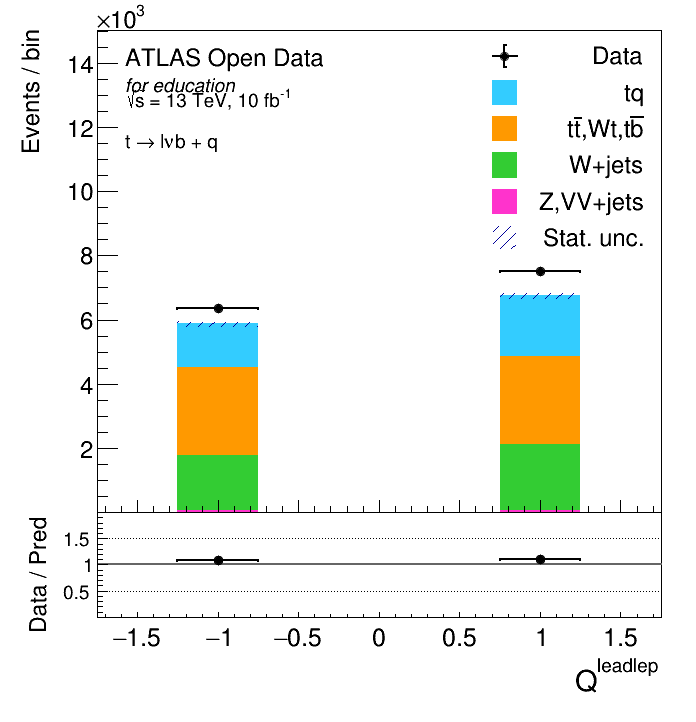 ×10³
Events / bin
14
12
10
8
6
4
2
ATLAS Open Data
for education
√s = 13 TeV, 10 fb⁻¹
t → lνb + q
Data
tq
tt̄,Wt,tb̄
W+jets
Z,VV+jets
Stat. unc.
Data / Pred
1.5
1
0.5
−1.5 −1 −0.5 0 0.5 1 1.5
Q^leadlep